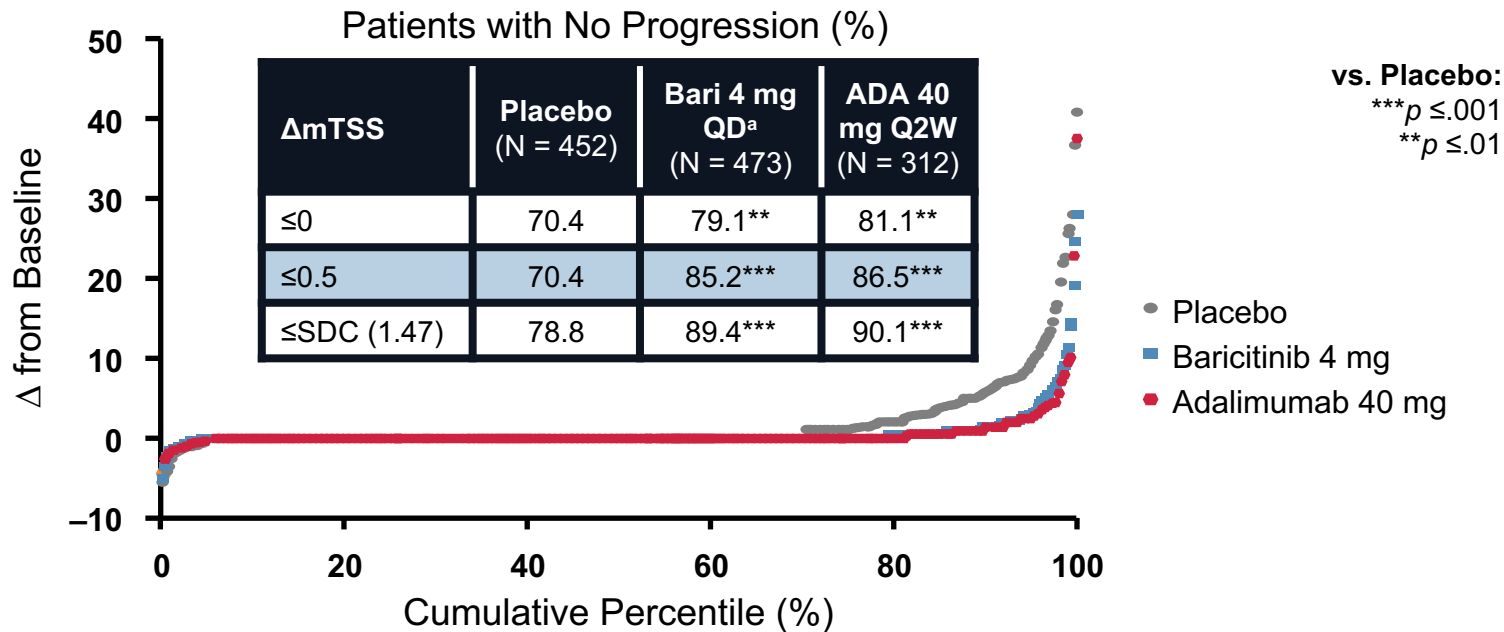 Patients with No Progression (%)
ΔmTSS
Placebo
(N = 452)
Bari 4 mg
QDᵃ
(N = 473)
ADA 40
mg Q2W
(N = 312)
≤0
70.4
79.1**
81.1**
≤0.5
70.4
85.2***
86.5***
≤SDC (1.47)
78.8
89.4***
90.1***
vs. Placebo:
***p ≤.001
**p ≤.01
Δ from Baseline
50
40
30
20
10
0
–10
0
20
40
60
80
100
Cumulative Percentile (%)
Placebo
Baricitinib 4 mg
Adalimumab 40 mg